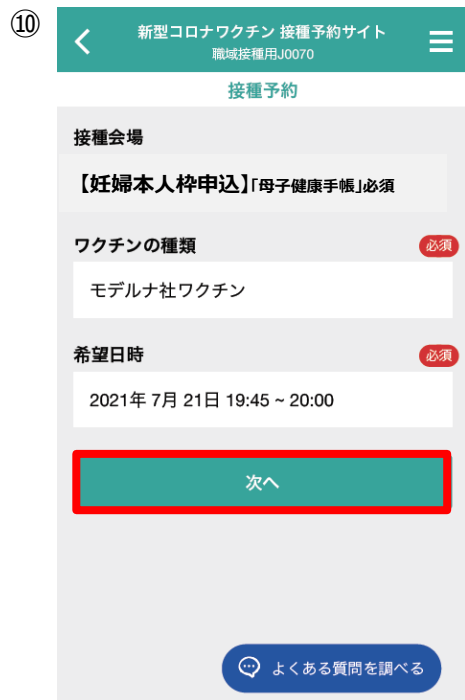 ⑩
新型コロナワクチン 接種予約サイト
職域接種用J0070
接種予約
接種会場
【妊婦本人枠申込】｢母子健康手帳｣必須
ワクチンの種類 必須
モデルナ社ワクチン
希望日時 必須
2021年 7月 21日 19:45 ~ 20:00
次へ
よくある質問を調べる